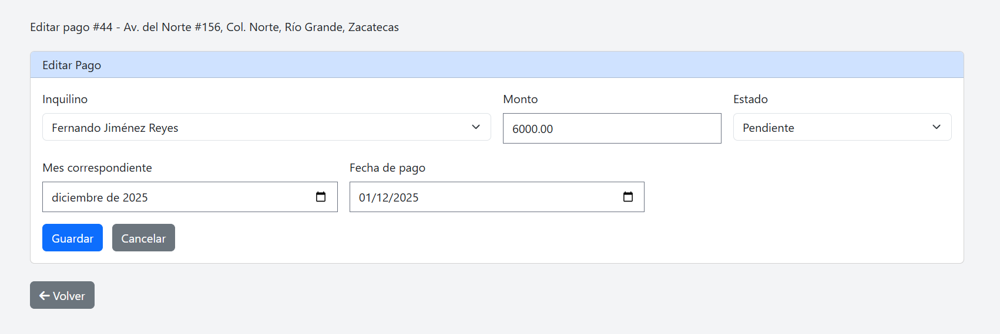 Editar pago #44 - Av. del Norte #156, Col. Norte, Río Grande, Zacatecas
Editar Pago
Inquilino Monto Estado
Fernando Jiménez Reyes 6000.00 Pendiente
Mes correspondiente Fecha de pago
diciembre de 2025 01/12/2025
Guardar Cancelar
Volver